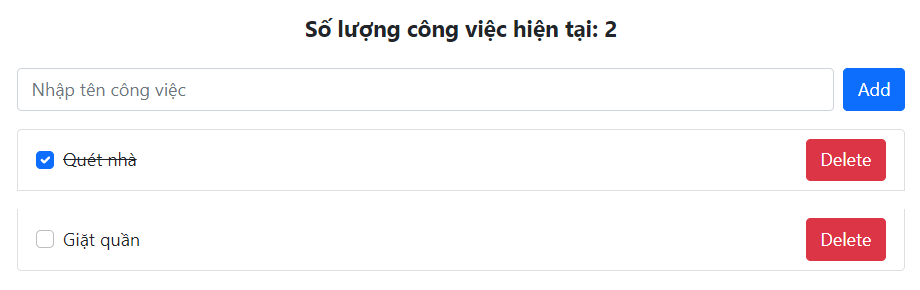 Số lượng công việc hiện tại: 2
Nhập tên công việc Add
Quét nhà Delete
Giặt quần Delete